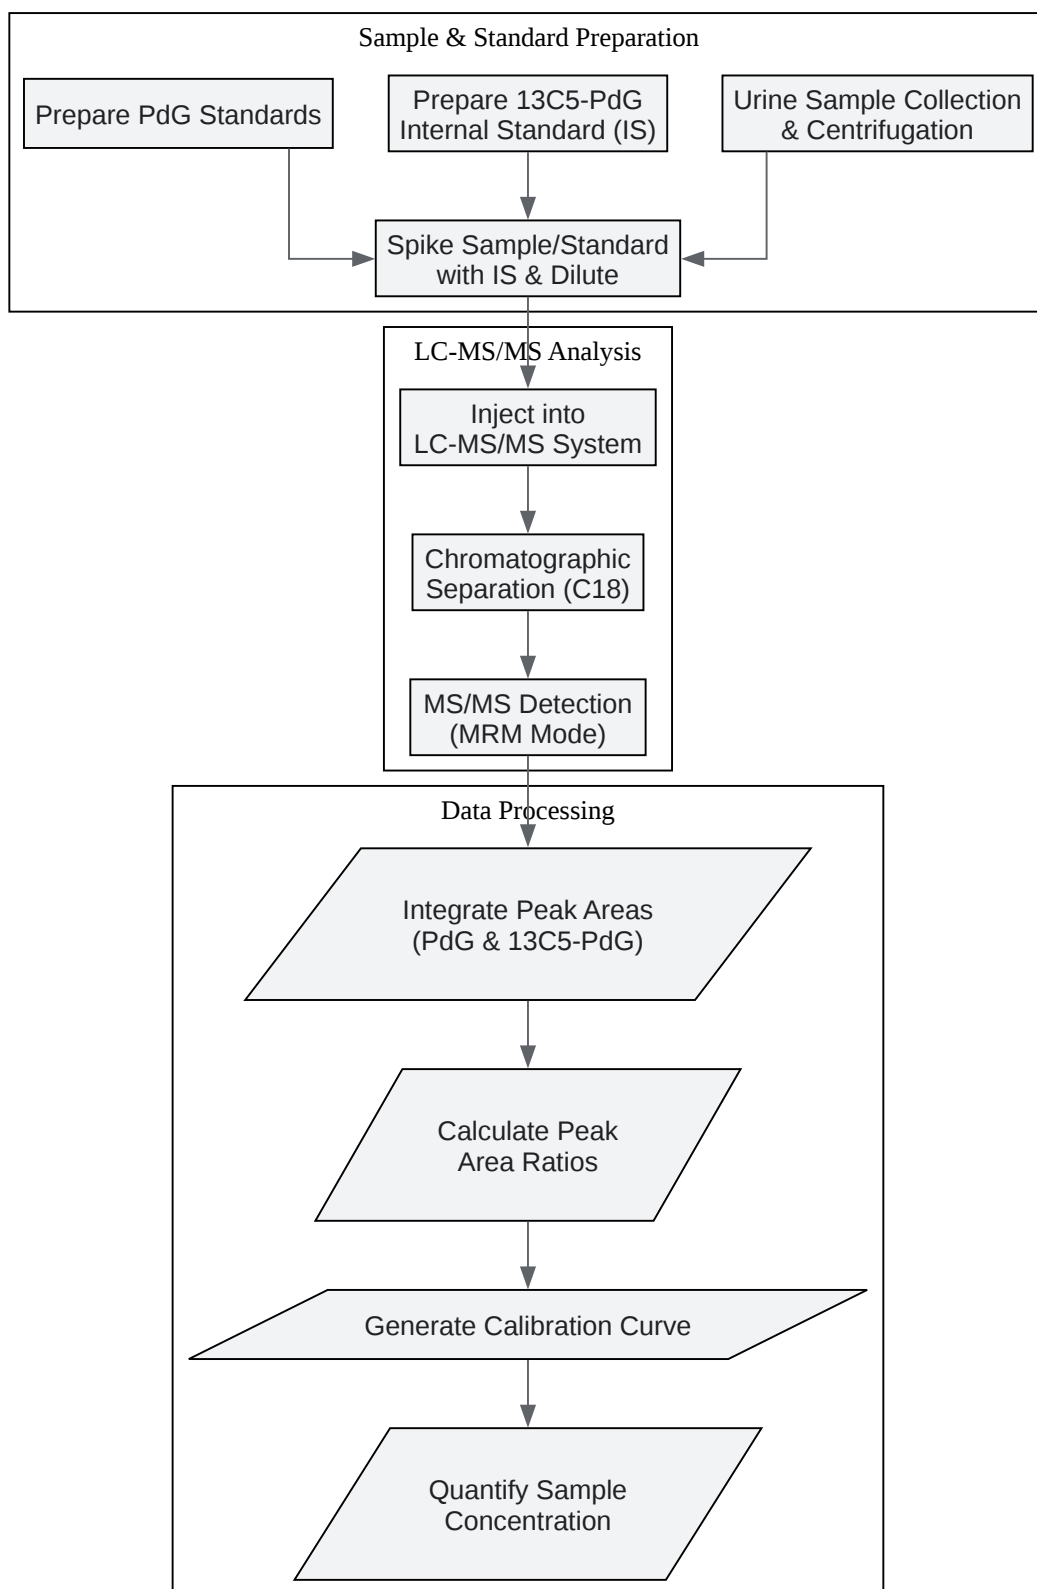 Sample & Standard Preparation
Prepare PdG Standards
Prepare 13C5-PdG
Internal Standard (IS)
Urine Sample Collection
& Centrifugation
Spike Sample/Standard
with IS & Dilute
LC-MS/MS Analysis
Inject into
LC-MS/MS System
Chromatographic
Separation (C18)
MS/MS Detection
(MRM Mode)
Data Processing
Integrate Peak Areas
(PdG & 13C5-PdG)
Calculate Peak
Area Ratios
Generate Calibration Curve
Quantify Sample
Concentration